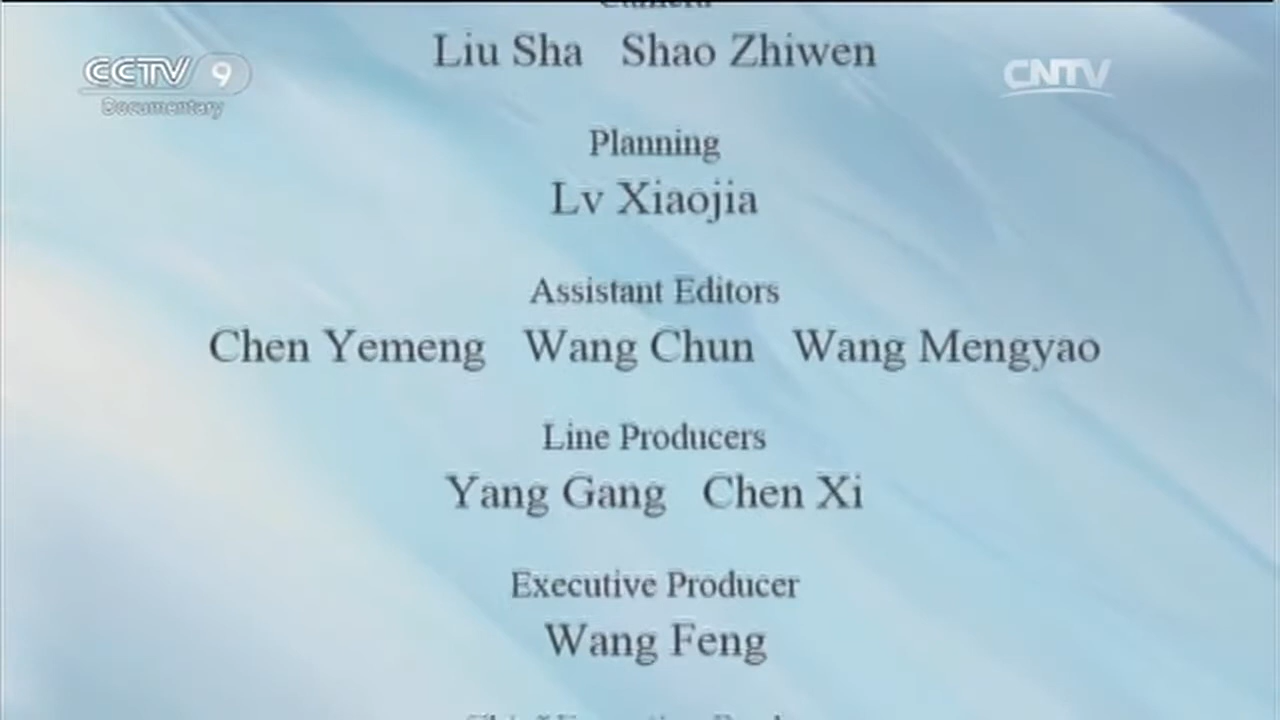 Camera
Liu Sha Shao Zhiwen
CCTV 9
Documentary
CNTV
Planning
Lv Xiaojia
Assistant Editors
Chen Yemeng Wang Chun Wang Mengyao
Line Producers
Yang Gang Chen Xi
Executive Producer
Wang Feng